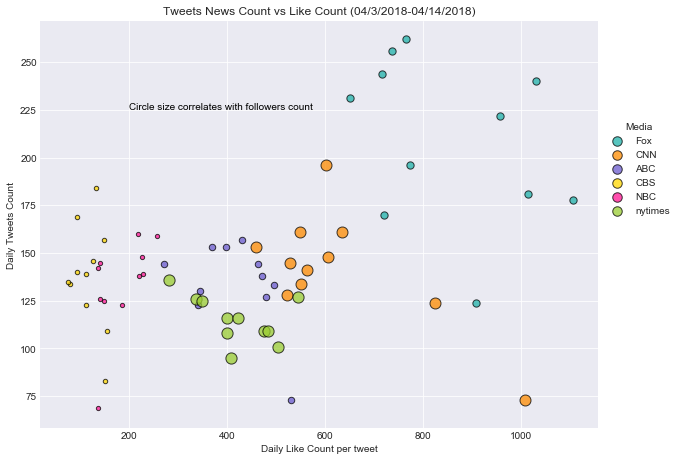 Tweets News Count vs Like Count (04/3/2018-04/14/2018)
250
225
200
175
150
125
100
75
Daily Tweets Count
Circle size correlates with followers count
Media
Fox
CNN
ABC
CBS
NBC
nytimes
200
400
600
800
1000
Daily Like Count per tweet